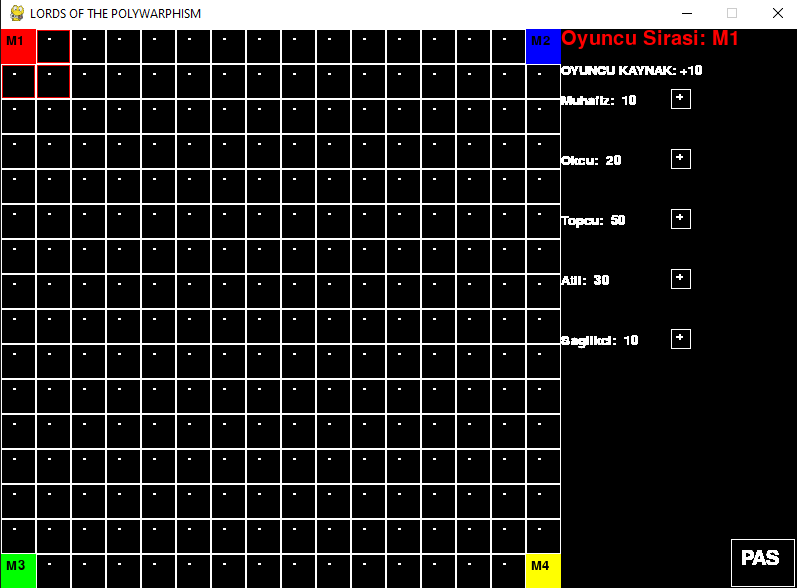 LORDS OF THE POLYWARPHISM
M1 - - - - - - - - - - - - - - M2
- - - - - - - - - - - - - - - -
- - - - - - - - - - - - - - - -
- - - - - - - - - - - - - - - -
- - - - - - - - - - - - - - - -
- - - - - - - - - - - - - - - -
- - - - - - - - - - - - - - - -
- - - - - - - - - - - - - - - -
- - - - - - - - - - - - - - - -
- - - - - - - - - - - - - - - -
- - - - - - - - - - - - - - - -
- - - - - - - - - - - - - - - -
- - - - - - - - - - - - - - - -
- - - - - - - - - - - - - - - -
- - - - - - - - - - - - - - - -
M3 - - - - - - - - - - - - - - M4
Oyuncu Sirasi: M1
OYUNCU KAYNAK: +10
Muhafiz: 10 +
Okcu: 20 +
Topcu: 50 +
Atli: 30 +
Saglikci: 10 +
PAS